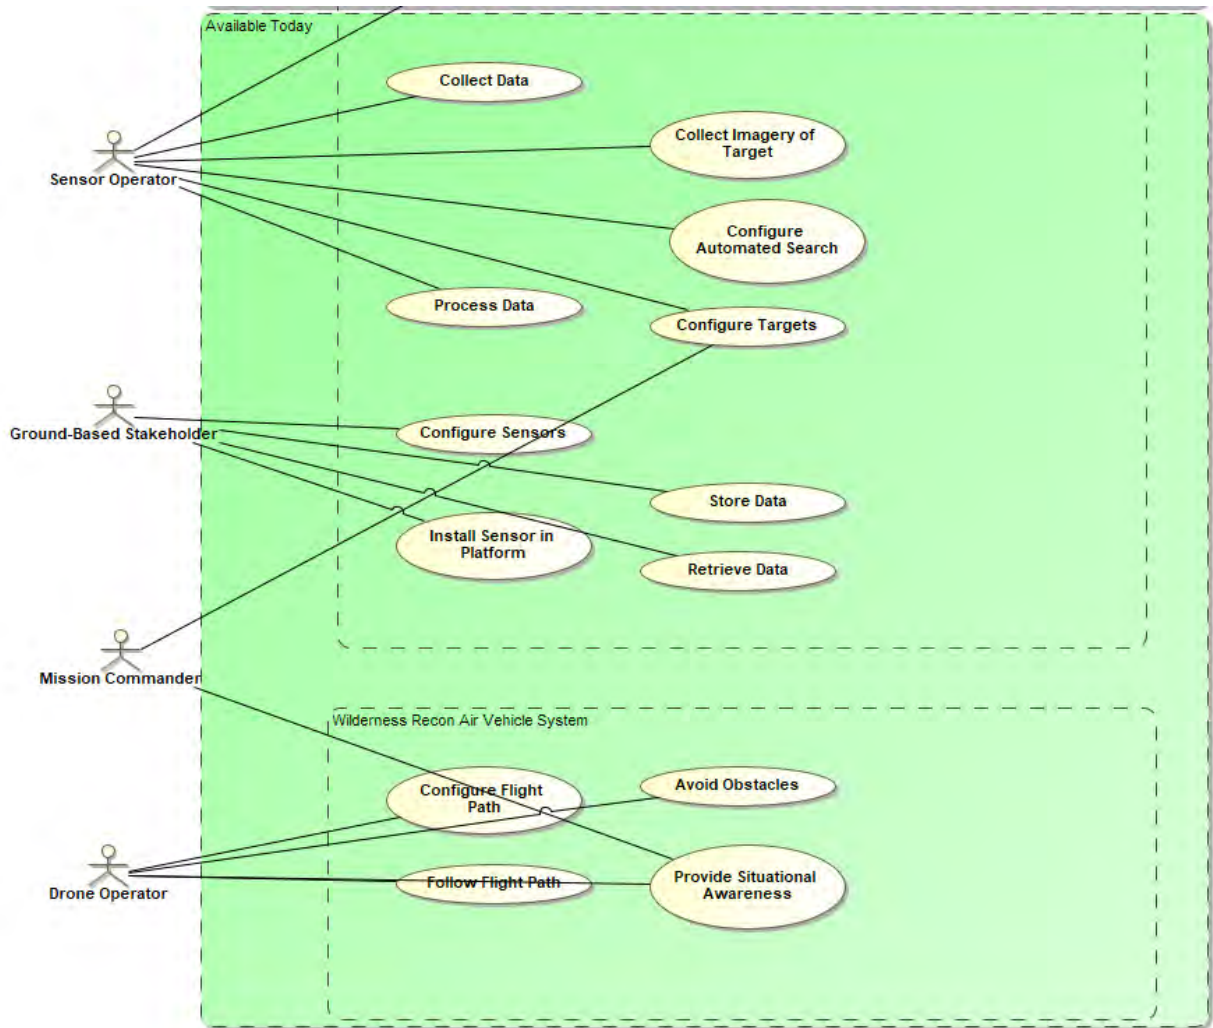 Available Today
Collect Data
Collect Imagery of
Target
Sensor Operator
Configure
Automated Search
Process Data
Configure Targets
Ground-Based Stakeholder
Configure Sensors
Store Data
Install Sensor in
Platform
Retrieve Data
Mission Commander
Wilderness Recon Air Vehicle System
Configure Flight
Path
Avoid Obstacles
Drone Operator
Follow Flight Path
Provide Situational
Awareness